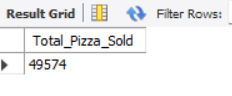 Result Grid Filter Rows:
Total_Pizza_Sold
49574